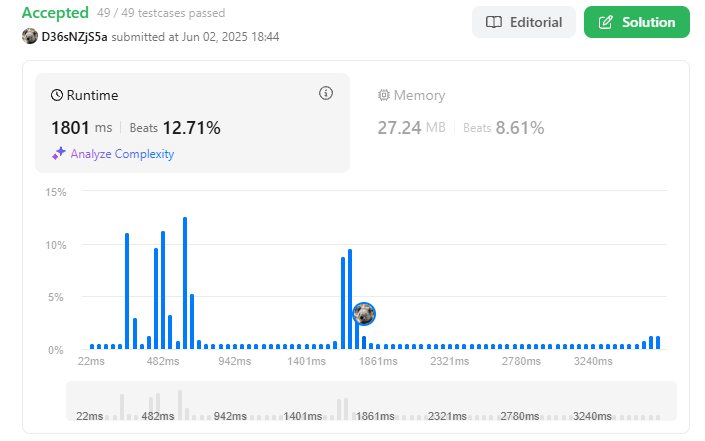 Accepted 49 / 49 testcases passed
D36sNZjS5a submitted at Jun 02, 2025 18:44
Editorial
Solution
Runtime
1801 ms Beats 12.71%
Analyze Complexity
Memory
27.24 MB Beats 8.61%
15%
10%
5%
0%
22ms 482ms 942ms 1401ms 1861ms 2321ms 2780ms 3240ms
22ms 482ms 942ms 1401ms 1861ms 2321ms 2780ms 3240ms